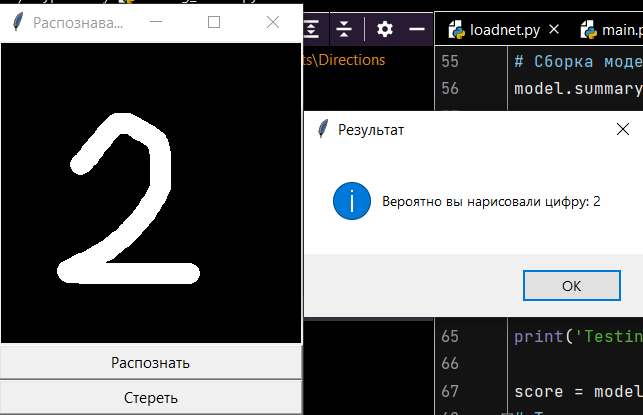 Распознава...
2
Распознать
Стереть
ts\Directions
loadnet.py
main.p
55
# Сборка моде
56
model.summary
Результат
Вероятно вы нарисовали цифру: 2
OK
65
print('Testin
66
67
score = model